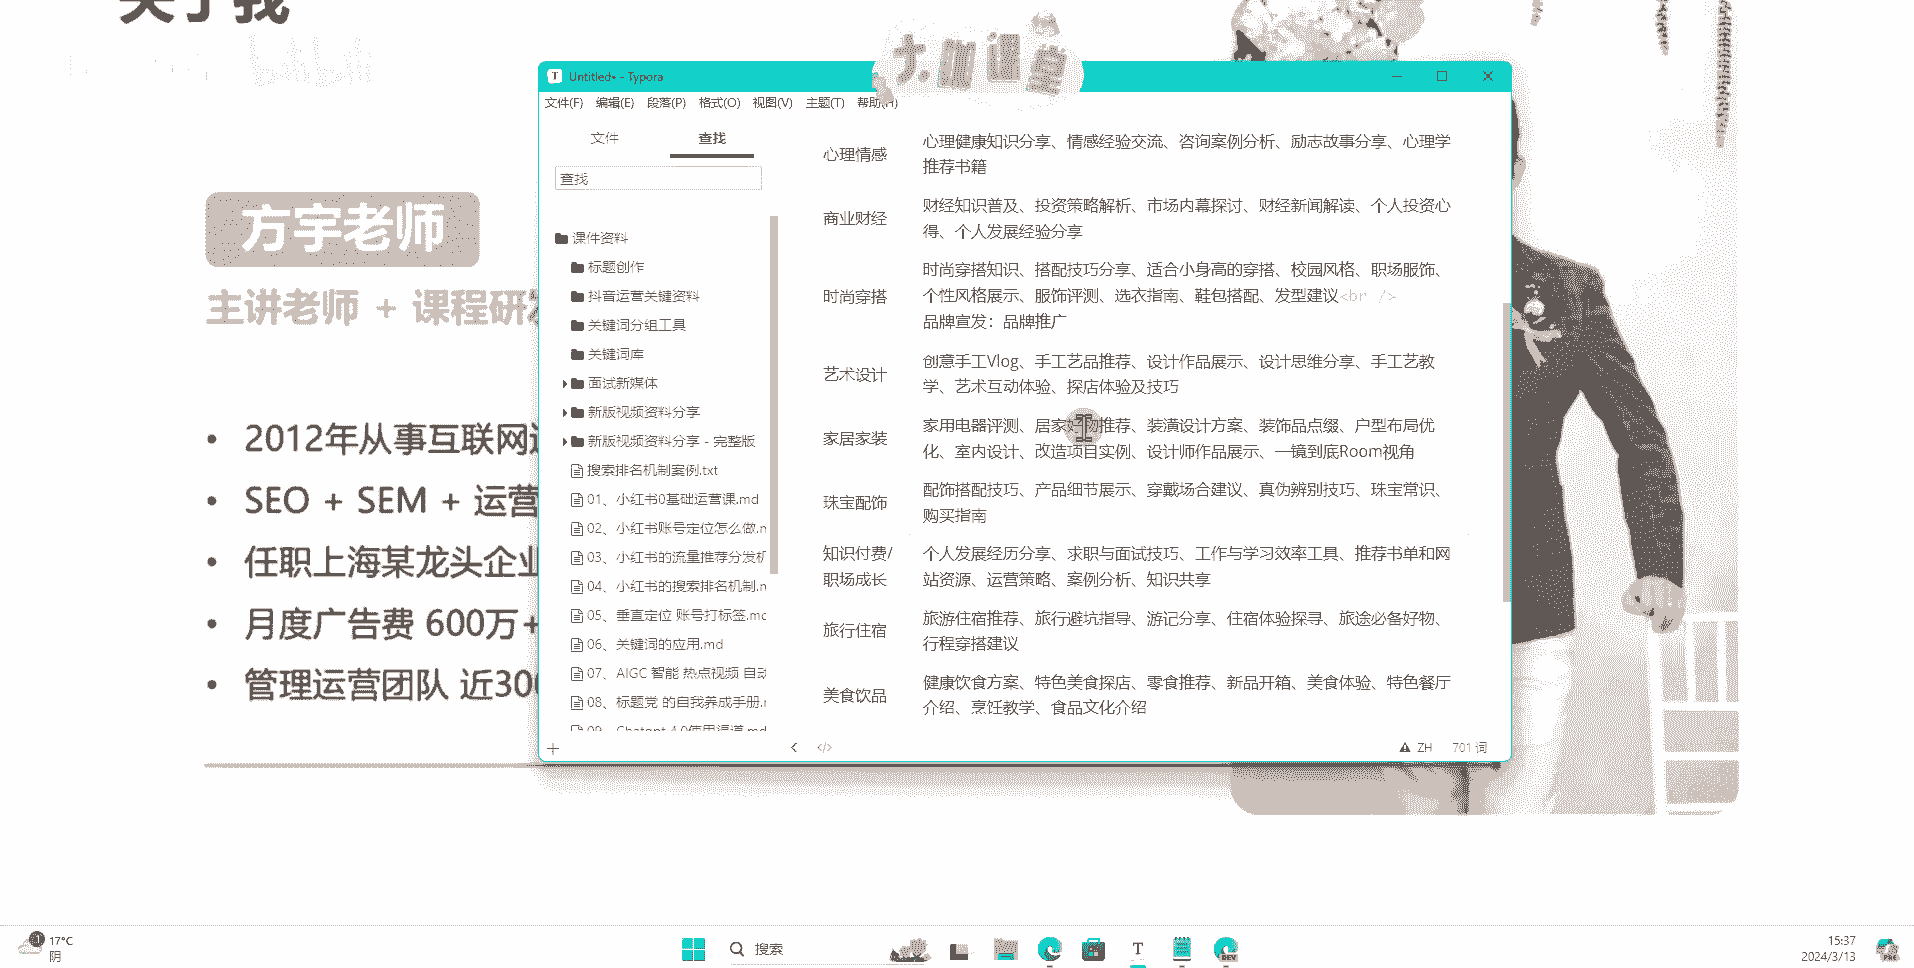 关于我
大咖课堂
方宇老师
主讲老师 + 课程研发
• 2012年从事互联网
• SEO + SEM + 运营
• 任职上海某龙头企业
• 月度广告费 600万+
• 管理运营团队 近300
Untitled• - Typora
文件(F) 编辑(E) 段落(P) 格式(O) 视图(V) 主题(T) 帮助(H)
文件 查找
查找
课件资料
标题创作
抖音运营关键资料
关键词分组工具
关键词库
面试新媒体
新版视频资料分享
新版视频资料分享 - 完整版
搜索排名机制案例.txt
01、小红书0基础运营课.md
02、小红书账号定位怎么做.m
03、小红书的流量推荐分发机
04、小红书的搜索排名机制.m
05、垂直定位 账号打标签.md
06、关键词的应用.md
07、AIGC 智能 热点视频 自动
08、标题党 的自我养成手册.m
09、Chatgpt 4.0使用渠道.md
心理情感
心理健康知识分享、情感经验交流、咨询案例分析、励志故事分享、心理学
推荐书籍
商业财经
财经知识普及、投资策略解析、市场内幕探讨、财经新闻解读、个人投资心
得、个人发展经验分享
时尚穿搭
时尚穿搭知识、搭配技巧分享、适合小身高的穿搭、校园风格、职场服饰、
个性风格展示、服饰评测、选衣指南、鞋包搭配、发型建议<br />
品牌宣发：品牌推广
艺术设计
创意手工Vlog、手工艺品推荐、设计作品展示、设计思维分享、手工艺教
学、艺术互动体验、探店体验及技巧
家居家装
家用电器评测、居家好物推荐、装潢设计方案、装饰品点缀、户型布局优
化、室内设计、改造项目实例、设计师作品展示、一镜到底Room视角
珠宝配饰
配饰搭配技巧、产品细节展示、穿戴场合建议、真伪辨别技巧、珠宝常识、
购买指南
知识付费/
职场成长
个人发展经历分享、求职与面试技巧、工作与学习效率工具、推荐书单和网
站资源、运营策略、案例分析、知识共享
旅行住宿
旅游住宿推荐、旅行避坑指导、游记分享、住宿体验探寻、旅途必备好物、
行程穿搭建议
美食饮品
健康饮食方案、特色美食探店、零食推荐、新品开箱、美食体验、特色餐厅
介绍、烹饪教学、食品文化介绍
+ < </> ZH 701 词
1 17°C
阴
搜索
DEV
15:37
2024/3/13
PRE